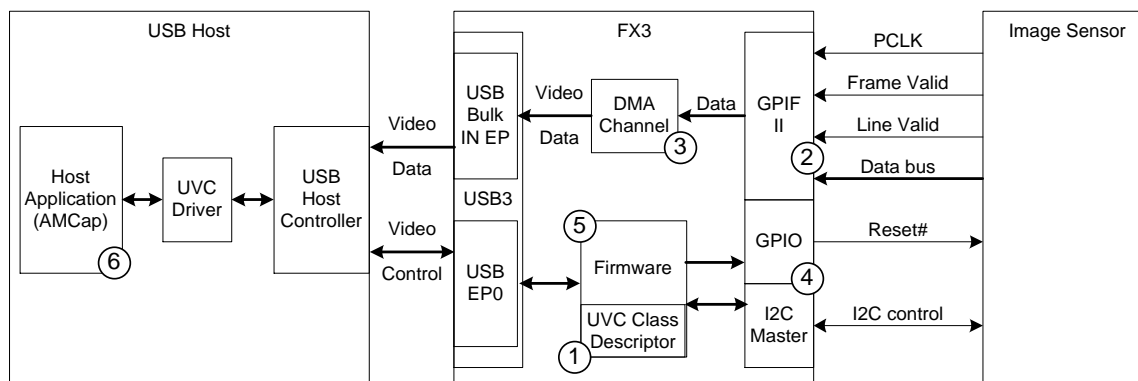 USB Host
FX3
Image Sensor
PCLK
Frame Valid
Line Valid
Data bus
Reset#
I2C control
GPIF
II
2
Data
DMA
Channel
3
Video
Data
USB
Bulk
IN EP
USB3
Video
Data
Host
Application
(AMCap)
6
UVC
Driver
USB
Host
Controller
Video
Control
USB
EP0
5
Firmware
UVC Class
Descriptor
1
GPIO
4
I2C
Master